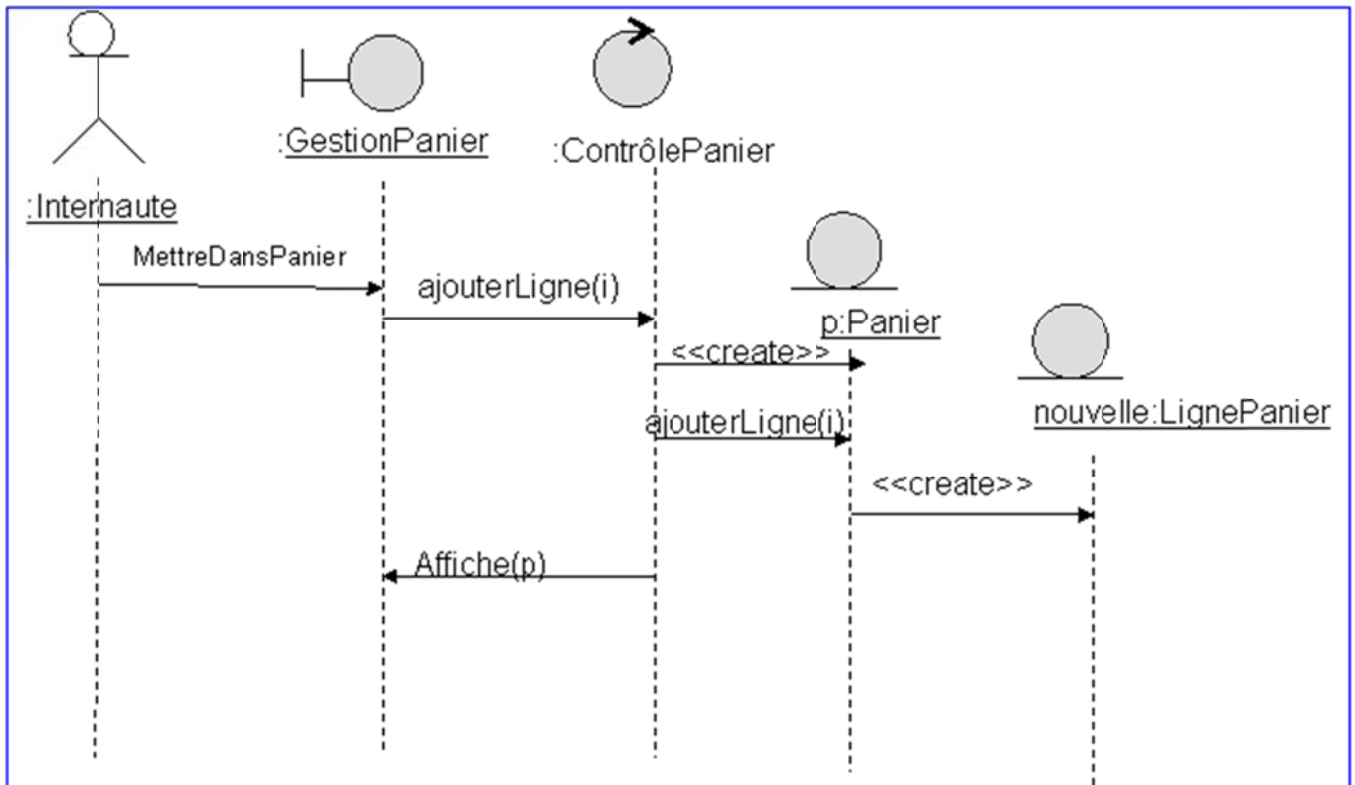 :GestionPanier
:ContrôlePanier
:Internaute
MettreDansPanier
ajouterLigne(i)
p:Panier
<<create>>
ajouterLigne(i)
nouvelle:LignePanier
<<create>>
Affiche(p)